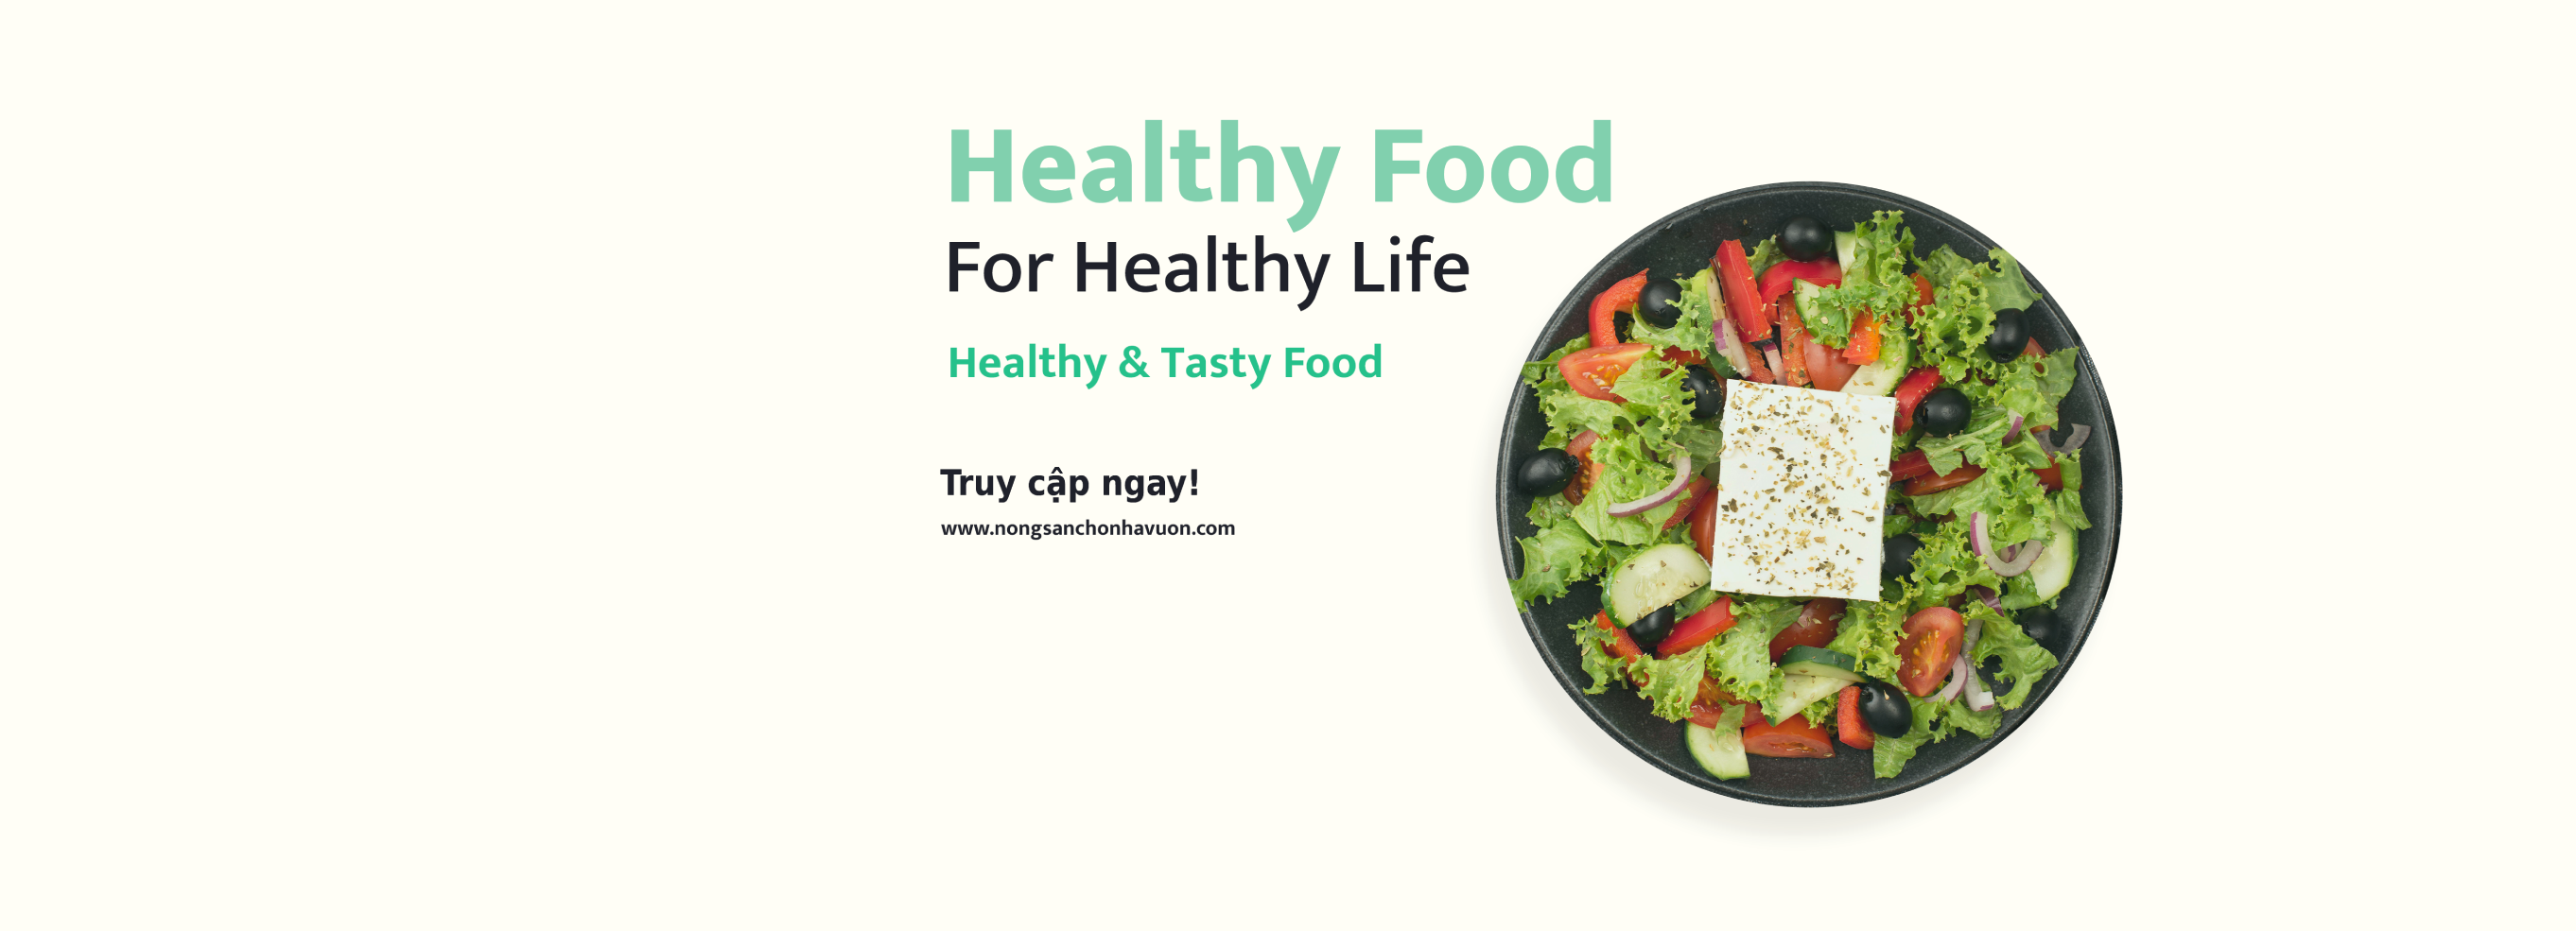 Healthy Food
For Healthy Life
Healthy & Tasty Food
Truy cập ngay!
www.nongsanchonhavuon.com